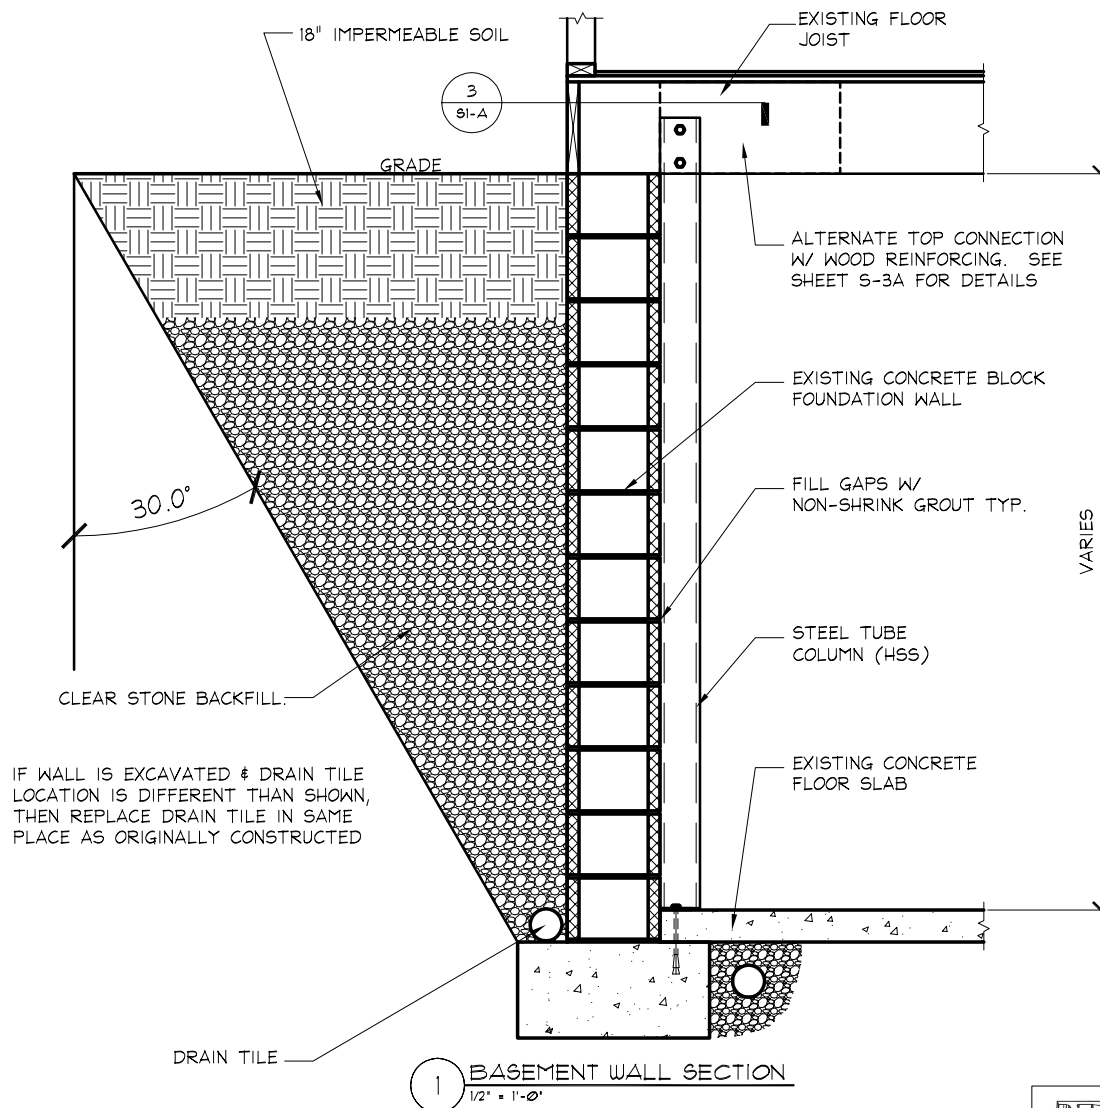 18" IMPERMEABLE SOIL
EXISTING FLOOR
JOIST
3
S1-A
GRADE
ALTERNATE TOP CONNECTION
W/ WOOD REINFORCING. SEE
SHEET S-3A FOR DETAILS
EXISTING CONCRETE BLOCK
FOUNDATION WALL
30.0°
FILL GAPS W/
NON-SHRINK GROUT TYP.
VARIES
STEEL TUBE
COLUMN (HSS)
CLEAR STONE BACKFILL.
IF WALL IS EXCAVATED & DRAIN TILE
LOCATION IS DIFFERENT THAN SHOWN,
THEN REPLACE DRAIN TILE IN SAME
PLACE AS ORIGINALLY CONSTRUCTED
EXISTING CONCRETE
FLOOR SLAB
DRAIN TILE
1
BASEMENT WALL SECTION
1/2" = 1'-0"